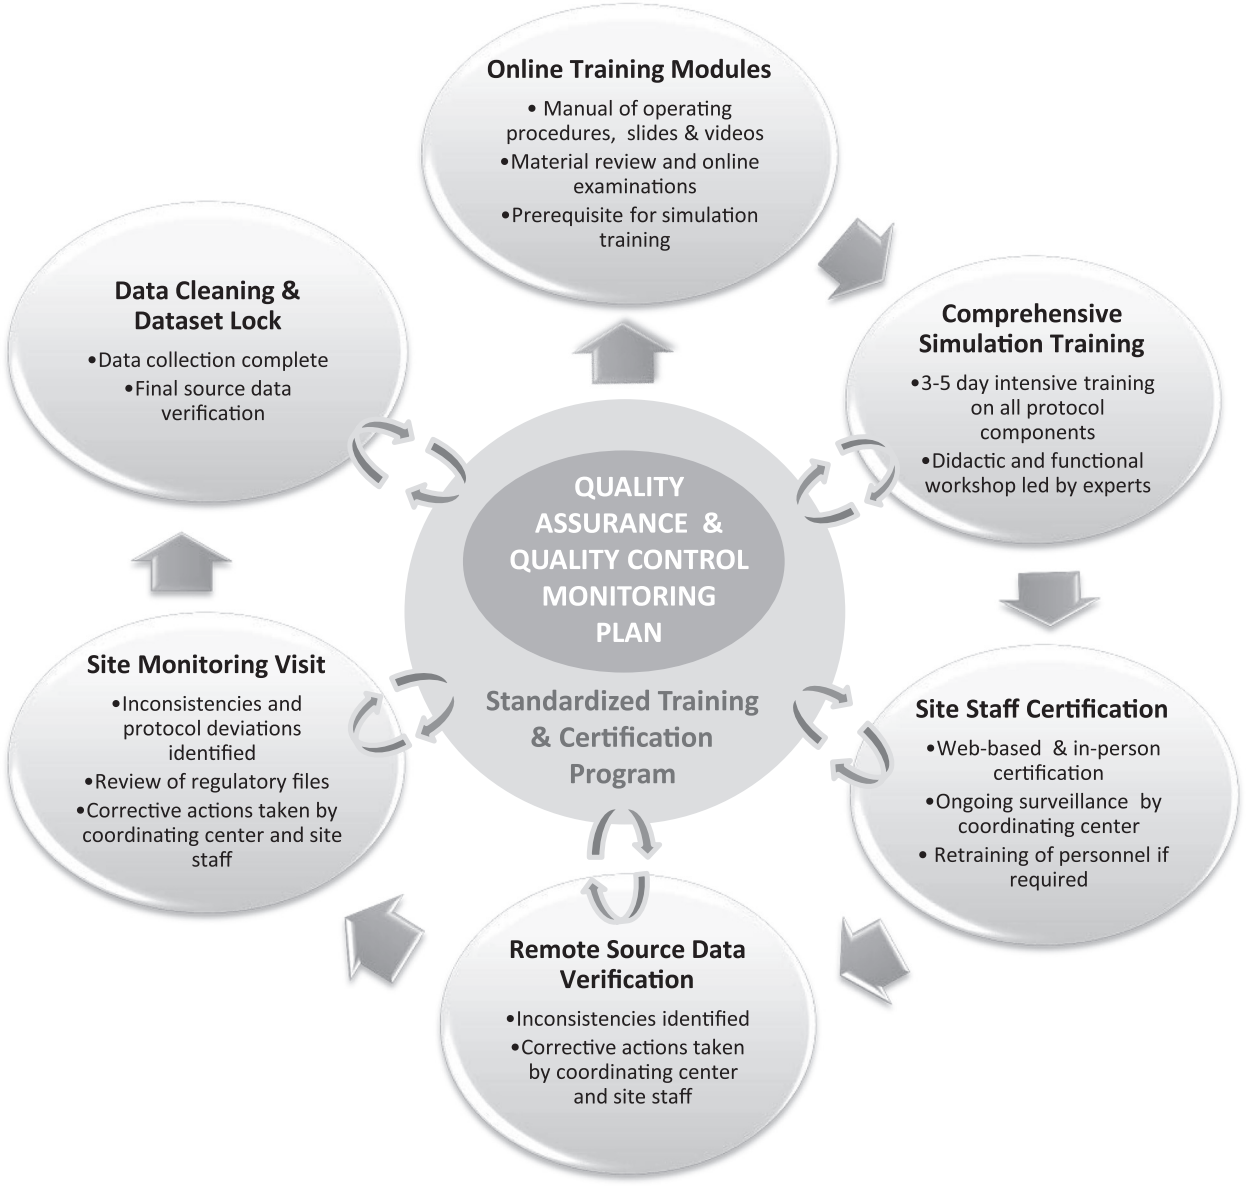 Online Training Modules
• Manual of operating
procedures, slides & videos
•Material review and online
examinations
•Prerequisite for simulation
training
Comprehensive
Simulation Training
•3-5 day intensive training
on all protocol
components
•Didactic and functional
workshop led by experts
Site Staff Certification
•Web-based & in-person
certification
•Ongoing surveillance by
coordinating center
• Retraining of personnel if
required
Remote Source Data
Verification
•Inconsistencies identified
•Corrective actions taken
by coordinating center
and site staff
Site Monitoring Visit
•Inconsistencies and
protocol deviations
identified
•Review of regulatory files
•Corrective actions taken by
coordinating center and site
staff
Data Cleaning &
Dataset Lock
•Data collection complete
•Final source data
verification
QUALITY
ASSURANCE &
QUALITY CONTROL
MONITORING
PLAN
Standardized Training
& Certification
Program